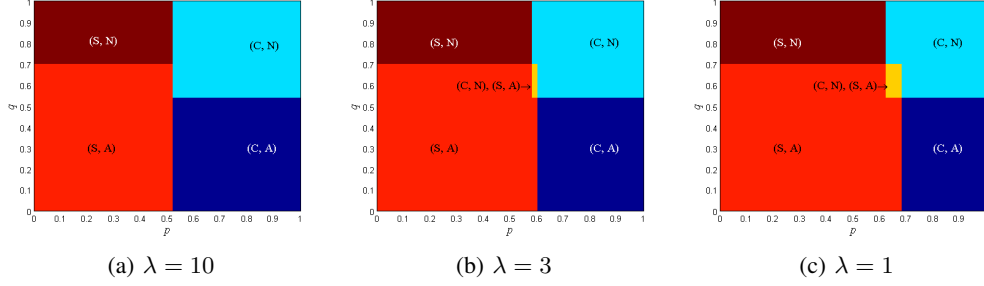 1
0.9
0.8
0.7
0.6
0.5
0.4
0.3
0.2
0.1
0
q
(S, N)
(C, N)
(S, A)
(C, A)
0 0.1 0.2 0.3 0.4 0.5 0.6 0.7 0.8 0.9 1
p
(a) λ = 10
1
0.9
0.8
0.7
0.6
0.5
0.4
0.3
0.2
0.1
0
q
(S, N)
(C, N)
(C, N), (S, A)→
(S, A)
(C, A)
0 0.1 0.2 0.3 0.4 0.5 0.6 0.7 0.8 0.9 1
p
(b) λ = 3
1
0.9
0.8
0.7
0.6
0.5
0.4
0.3
0.2
0.1
0
q
(S, N)
(C, N)
(C, N), (S, A)→
(S, A)
(C, A)
0 0.1 0.2 0.3 0.4 0.5 0.6 0.7 0.8 0.9
p
(c) λ = 1